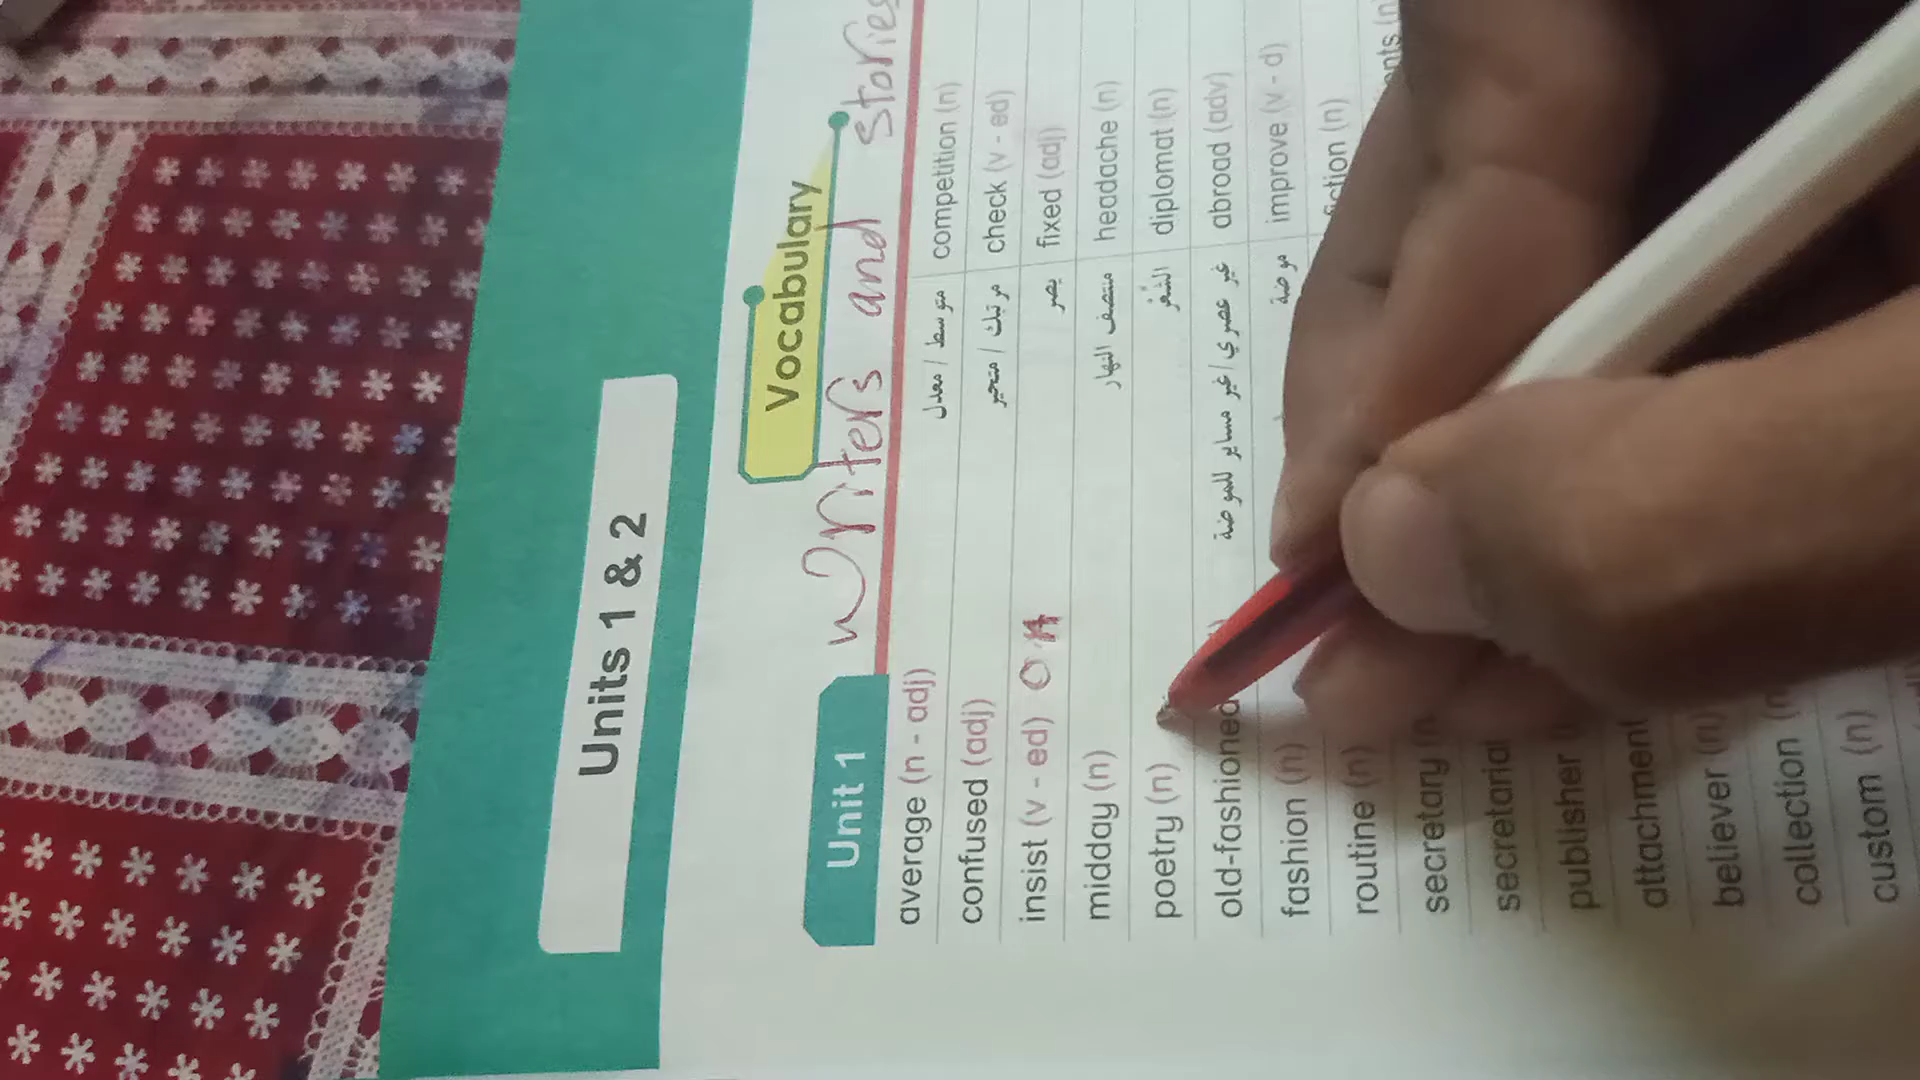 Units 1 & 2
Vocabulary
Unit 1 writers and stories
average (n - adj) متوسط / معدل competition (n)
confused (adj) مرتبك / متحير check (v - ed)
insist (v - ed) on يصر fixed (adj)
midday (n) منتصف النهار headache (n)
poetry (n) الشعر diplomat (n)
old-fashioned غير عصري / غير مساير للموضة abroad (adv)
fashion (n) موضة improve (v - d)
routine (n) fiction (n)
secretary
secretarial
publisher
attachment
believer (n)
collection
custom (n)